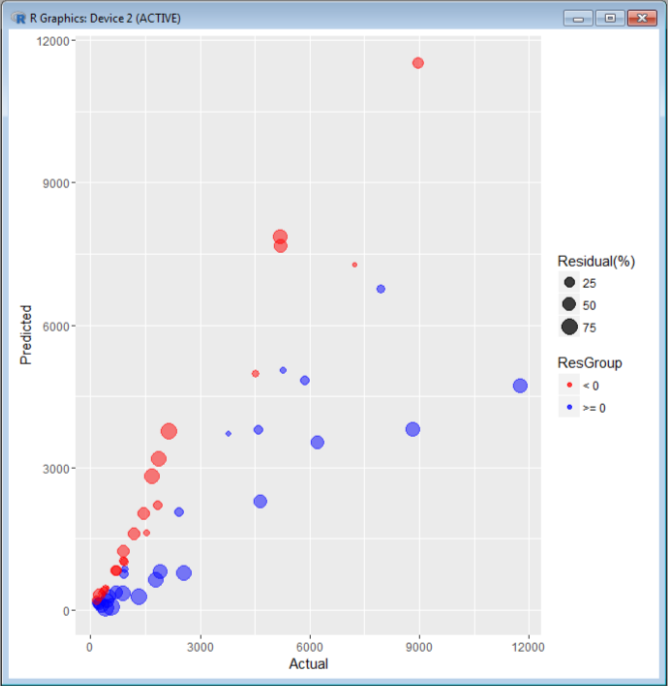 R Graphics: Device 2 (ACTIVE)
12000
9000
6000
3000
0
Predicted
0 3000 6000 9000 12000
Actual
Residual(%)
25
50
75
ResGroup
< 0
>= 0